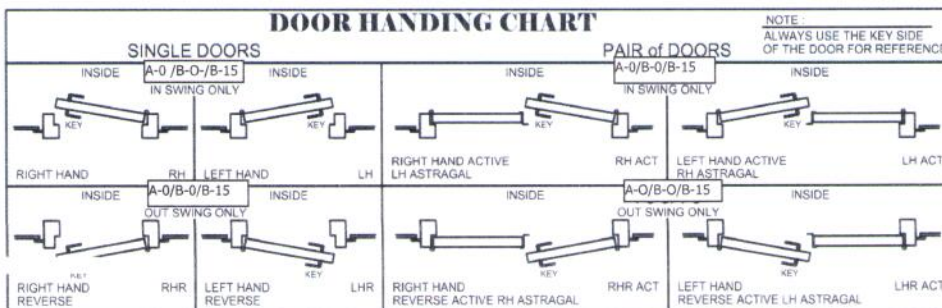 DOOR HANDING CHART
NOTE :
ALWAYS USE THE KEY SIDE
OF THE DOOR FOR REFERENCE
SINGLE DOORS
PAIR of DOORS
INSIDE
A-0 /B-O-/B-15
INSIDE
IN SWING ONLY
KEY
KEY
RIGHT HAND
RH
LEFT HAND
LH
INSIDE
A-0/B-0/B-15
INSIDE
IN SWING ONLY
KEY
KEY
RIGHT HAND ACTIVE
LH ASTRAGAL
RH ACT
LEFT HAND ACTIVE
RH ASTRAGAL
LH ACT
INSIDE
A-0/B-0/B-15
INSIDE
OUT SWING ONLY
KEY
KEY
RIGHT HAND
REVERSE
RHR
LEFT HAND
REVERSE
LHR
INSIDE
A-O/B-O/B-15
INSIDE
OUT SWING ONLY
KEY
KEY
RIGHT HAND
REVERSE ACTIVE RH ASTRAGAL
RHR ACT
LEFT HAND
REVERSE ACTIVE LH ASTRAGAL
LHR ACT